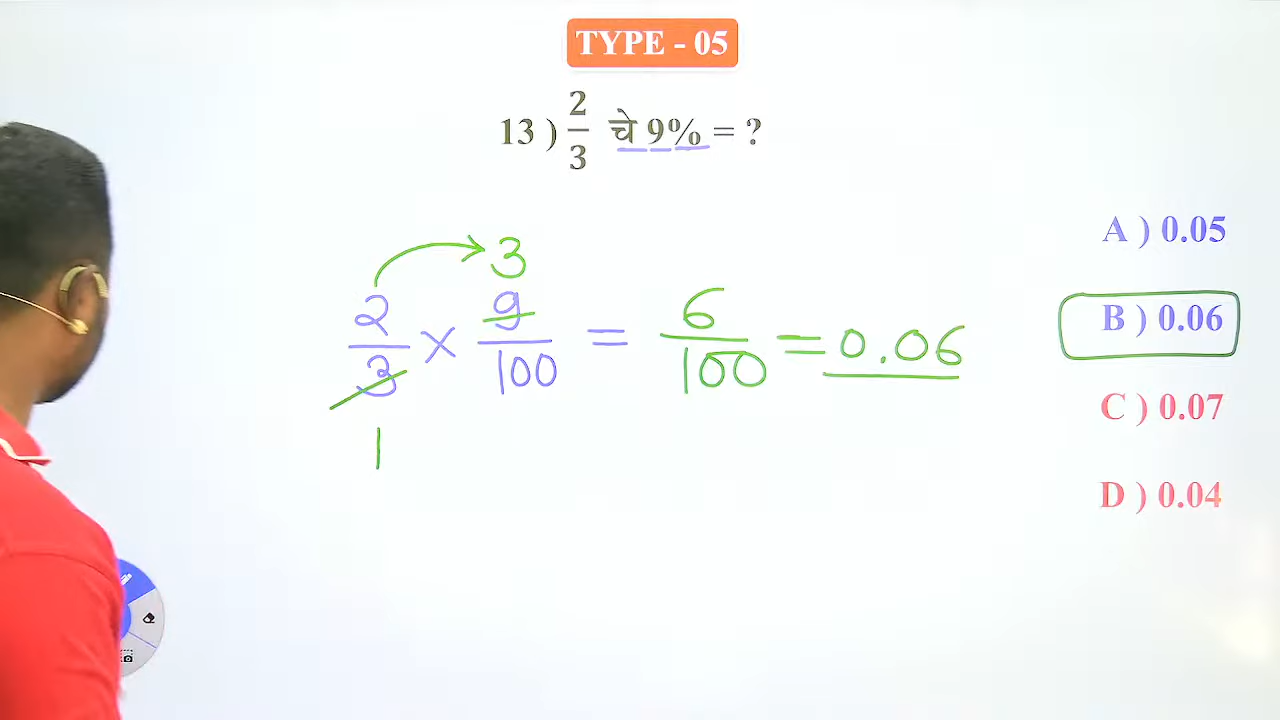 TYPE - 05
13 ) 2/3 चे 9% = ?
A ) 0.05
3
2/3 × 9/100 = 6/100 = 0.06
1
B ) 0.06
C ) 0.07
D ) 0.04